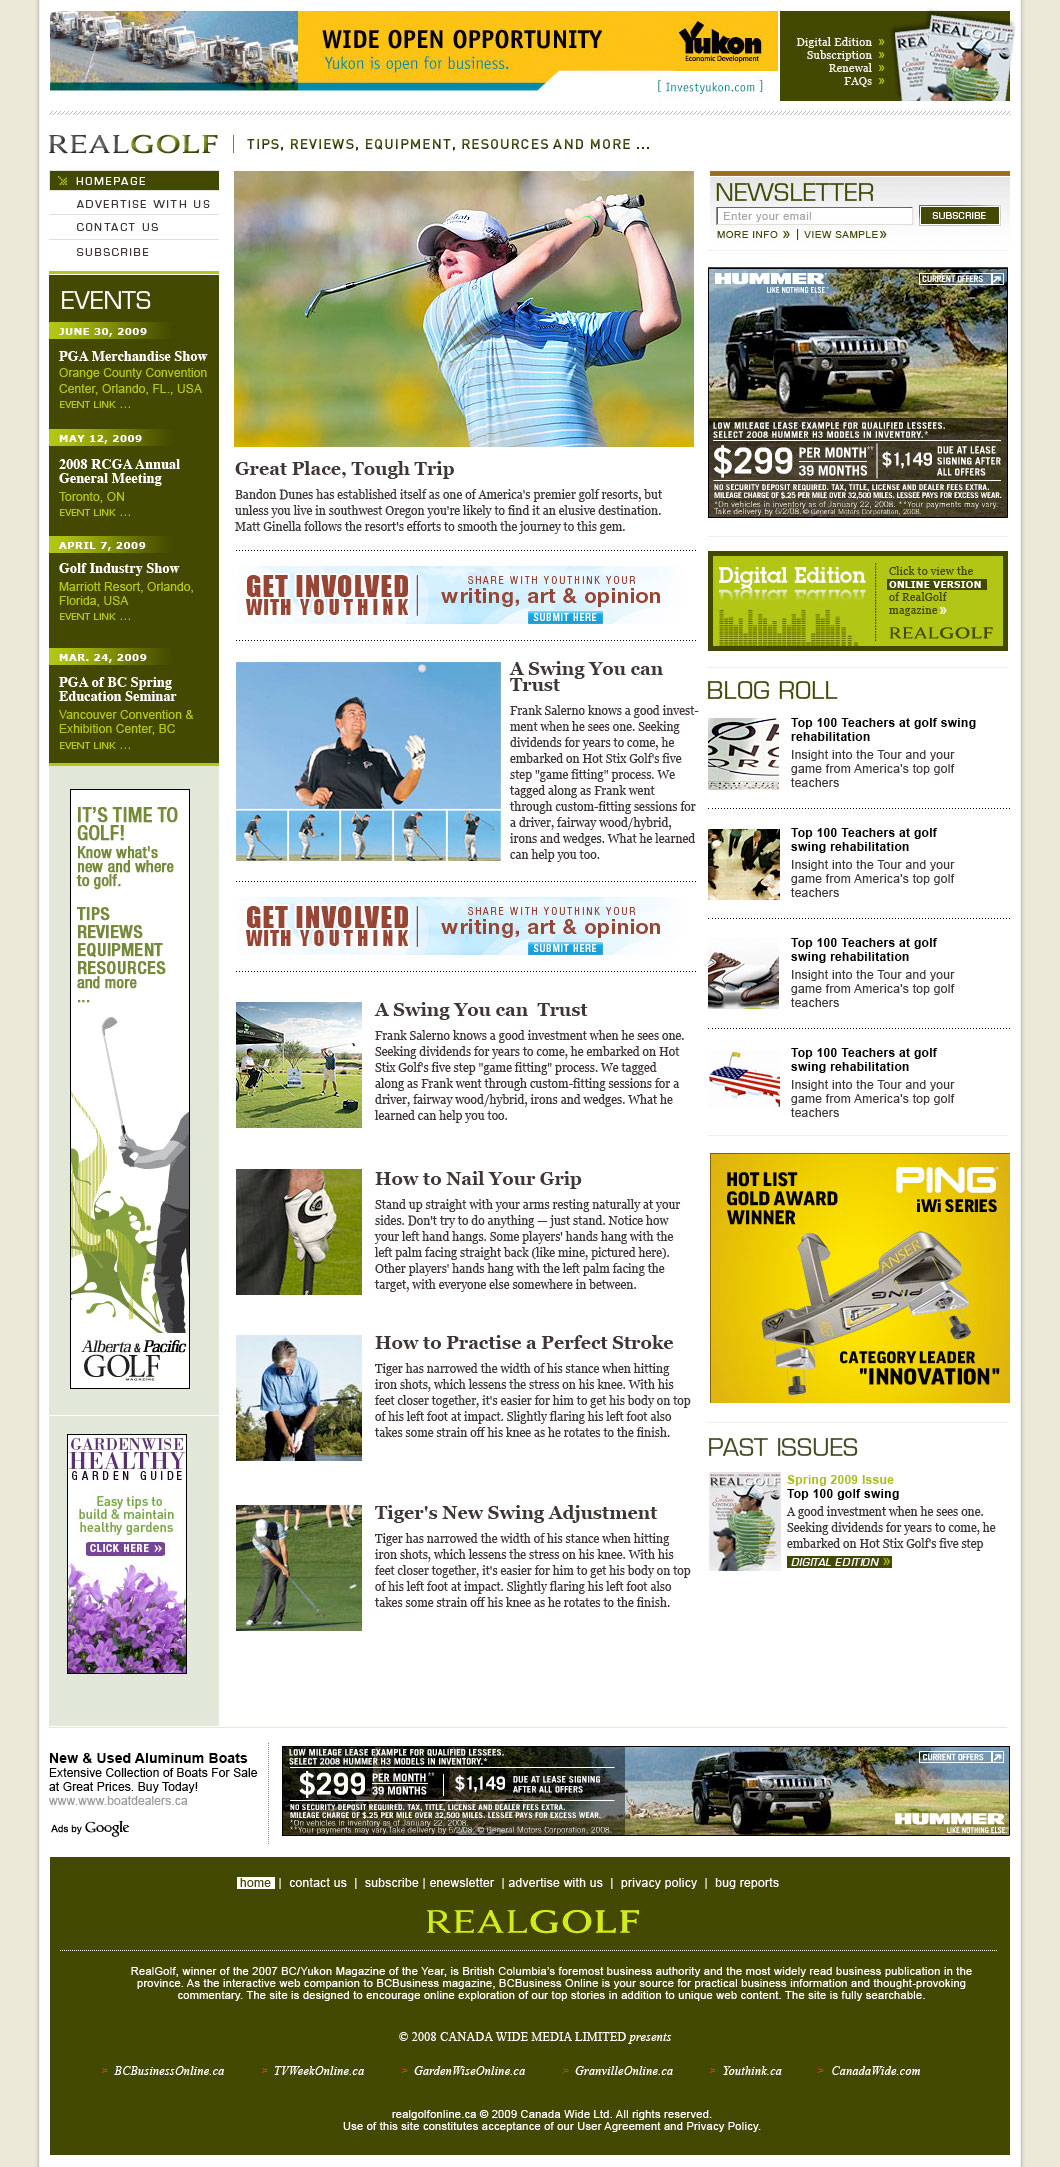 WIDE OPEN OPPORTUNITY
Yukon is open for business.
Yukon
Economic Development
[ Investyukon.com ]
Digital Edition »
Subscription »
Renewal »
FAQs »
REALGOLF
REALGOLF | TIPS, REVIEWS, EQUIPMENT, RESOURCES AND MORE ...
HOMEPAGE
ADVERTISE WITH US
CONTACT US
SUBSCRIBE
EVENTS
JUNE 30, 2009
PGA Merchandise Show
Orange County Convention
Center, Orlando, FL., USA
EVENT LINK ...
MAY 12, 2009
2008 RCGA Annual
General Meeting
Toronto, ON
EVENT LINK ...
APRIL 7, 2009
Golf Industry Show
Marriott Resort, Orlando,
Florida, USA
EVENT LINK ...
MAR. 24, 2009
PGA of BC Spring
Education Seminar
Vancouver Convention &
Exhibition Center, BC
EVENT LINK ...
IT'S TIME TO
GOLF!
Know what's
new and where
to golf.
TIPS
REVIEWS
EQUIPMENT
RESOURCES
and more
...
Alberta & Pacific
GOLF
MAGAZINE
GARDENWISE
HEALTHY
GARDEN GUIDE
Easy tips to
build & maintain
healthy gardens
CLICK HERE »
Great Place, Tough Trip
Bandon Dunes has established itself as one of America's premier golf resorts, but
unless you live in southwest Oregon you're likely to find it an elusive destination.
Matt Ginella follows the resort's efforts to smooth the journey to this gem.
GET INVOLVED
WITH YOUTHINK
SHARE WITH YOUTHINK YOUR
writing, art & opinion
SUBMIT HERE
A Swing You can
Trust
Frank Salerno knows a good invest-
ment when he sees one. Seeking
dividends for years to come, he
embarked on Hot Stix Golf's five
step "game fitting" process. We
tagged along as Frank went
through custom-fitting sessions for
a driver, fairway wood/hybrid,
irons and wedges. What he learned
can help you too.
GET INVOLVED
WITH YOUTHINK
SHARE WITH YOUTHINK YOUR
writing, art & opinion
SUBMIT HERE
A Swing You can  Trust
Frank Salerno knows a good investment when he sees one.
Seeking dividends for years to come, he embarked on Hot
Stix Golf's five step "game fitting" process. We tagged
along as Frank went through custom-fitting sessions for a
driver, fairway wood/hybrid, irons and wedges. What he
learned can help you too.
How to Nail Your Grip
Stand up straight with your arms resting naturally at your
sides. Don't try to do anything — just stand. Notice how
your left hand hangs. Some players' hands hang with the
left palm facing straight back (like mine, pictured here).
Other players' hands hang with the left palm facing the
target, with everyone else somewhere in between.
How to Practise a Perfect Stroke
Tiger has narrowed the width of his stance when hitting
iron shots, which lessens the stress on his knee. With his
feet closer together, it's easier for him to get his body on top
of his left foot at impact. Slightly flaring his left foot also
takes some strain off his knee as he rotates to the finish.
Tiger's New Swing Adjustment
Tiger has narrowed the width of his stance when hitting
iron shots, which lessens the stress on his knee. With his
feet closer together, it's easier for him to get his body on top
of his left foot at impact. Slightly flaring his left foot also
takes some strain off his knee as he rotates to the finish.
NEWSLETTER
Enter your email
SUBSCRIBE
MORE INFO » | VIEW SAMPLE»
HUMMER
LIKE NOTHING ELSE.
CURRENT OFFERS
LOW MILEAGE LEASE EXAMPLE FOR QUALIFIED LESSEES.
SELECT 2008 HUMMER H3 MODELS IN INVENTORY.*
$299 PER MONTH** 39 MONTHS
$1,149 DUE AT LEASE SIGNING AFTER ALL OFFERS
NO SECURITY DEPOSIT REQUIRED. TAX, TITLE, LICENSE AND DEALER FEES EXTRA.
MILEAGE CHARGE OF $.25 PER MILE OVER 32,500 MILES. LESSEE PAYS FOR EXCESS WEAR.
*On vehicles in inventory as of January 22, 2008. **Your payments may vary.
Take delivery by 5/2/08. © General Motors Corporation, 2008.
Digital Edition
Click to view the
ONLINE VERSION
of RealGolf
magazine »
REALGOLF
BLOG ROLL
Top 100 Teachers at golf swing
rehabilitation
Insight into the Tour and your
game from America's top golf
teachers
Top 100 Teachers at golf
swing rehabilitation
Insight into the Tour and your
game from America's top golf
teachers
Top 100 Teachers at golf
swing rehabilitation
Insight into the Tour and your
game from America's top golf
teachers
Top 100 Teachers at golf
swing rehabilitation
Insight into the Tour and your
game from America's top golf
teachers
HOT LIST
GOLD AWARD
WINNER
PING
iWi SERIES
ANSER
PING
CATEGORY LEADER
"INNOVATION"
PAST ISSUES
REALGOLF
Spring 2009 Issue
Top 100 golf swing
A good investment when he sees one.
Seeking dividends for years to come, he
embarked on Hot Stix Golf's five step
DIGITAL EDITION »
New & Used Aluminum Boats
Extensive Collection of Boats For Sale
at Great Prices. Buy Today!
www.www.boatdealers.ca
Ads by Google
LOW MILEAGE LEASE EXAMPLE FOR QUALIFIED LESSEES.
SELECT 2008 HUMMER H3 MODELS IN INVENTORY.*
$299 PER MONTH** 39 MONTHS
$1,149 DUE AT LEASE SIGNING AFTER ALL OFFERS
NO SECURITY DEPOSIT REQUIRED. TAX, TITLE, LICENSE AND DEALER FEES EXTRA.
MILEAGE CHARGE OF $.25 PER MILE OVER 32,500 MILES. LESSEE PAYS FOR EXCESS WEAR.
*On vehicles in inventory as of January 22, 2008.
**Your payments may vary.Take delivery by 5/2/08. © General Motors Corporation, 2008.
CURRENT OFFERS
HUMMER
LIKE NOTHING ELSE.
home | contact us | subscribe | enewsletter | advertise with us | privacy policy | bug reports
REALGOLF
RealGolf, winner of the 2007 BC/Yukon Magazine of the Year, is British Columbia's foremost business authority and the most widely read business publication in the
province. As the interactive web companion to BCBusiness magazine, BCBusiness Online is your source for practical business information and thought-provoking
commentary. The site is designed to encourage online exploration of our top stories in addition to unique web content. The site is fully searchable.
© 2008 CANADA WIDE MEDIA LIMITED presents
> BCBusinessOnline.ca > TVWeekOnline.ca > GardenWiseOnline.ca > GranvilleOnline.ca > Youthink.ca > CanadaWide.com
realgolfonline.ca © 2009 Canada Wide Ltd. All rights reserved.
Use of this site constitutes acceptance of our User Agreement and Privacy Policy.